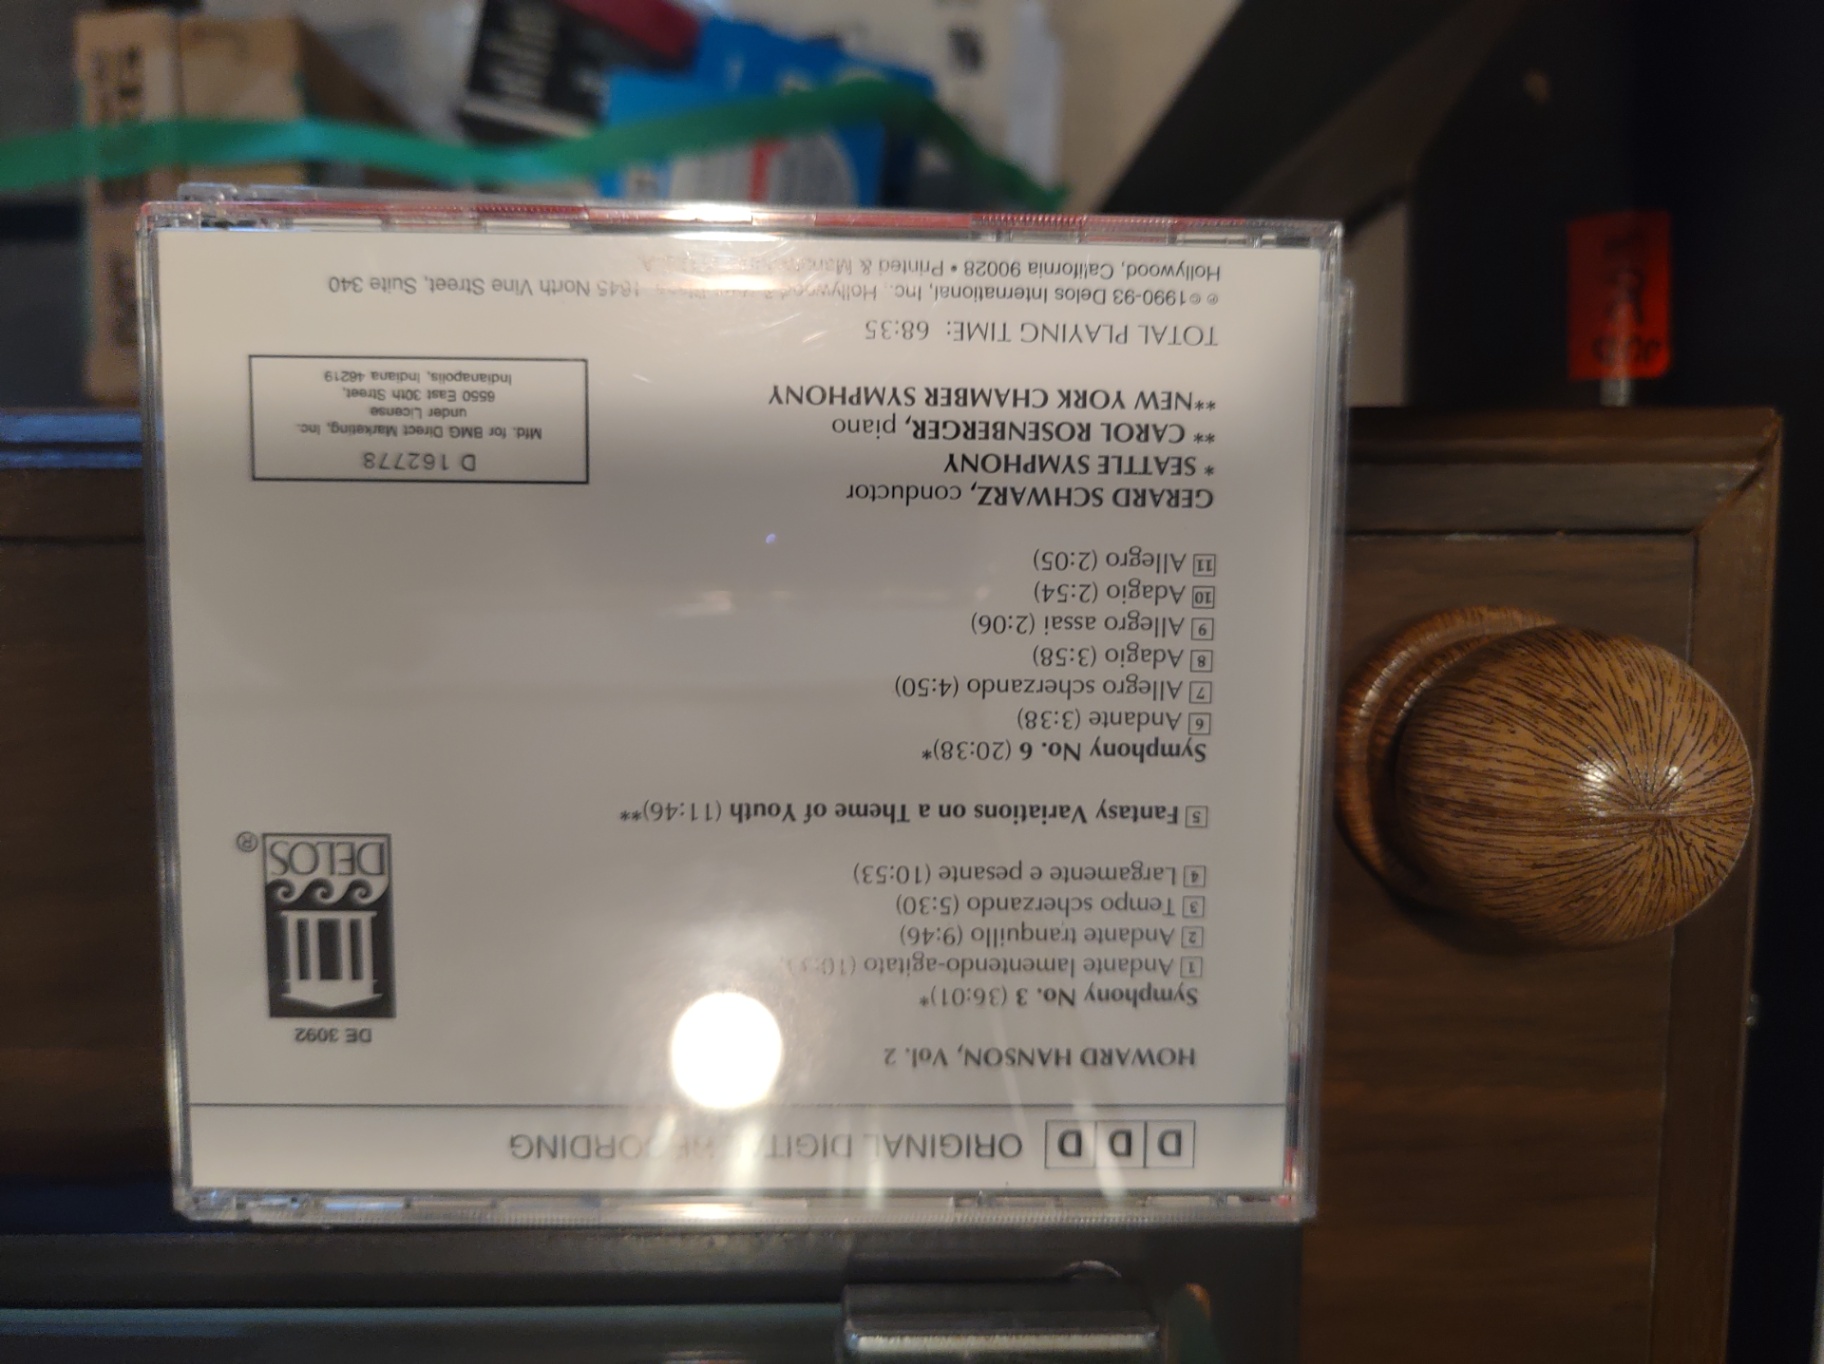 DDD ORIGINAL DIGITAL RECORDING
HOWARD HANSON, Vol. 2
DE 3092
DELOS ®
Symphony No. 3 (36:01)*
1 Andante lamentendo-agitato
2 Andante tranquillo (9:46)
3 Tempo scherzando (5:30)
4 Largamente e pesante (10:53)
5 Fantasy Variations on a Theme of Youth (11:46)**
Symphony No. 6 (20:38)*
6 Andante (3:38)
7 Allegro scherzando (4:50)
8 Adagio (3:58)
9 Allegro assai (2:06)
10 Adagio (2:54)
11 Allegro (2:05)
GERARD SCHWARZ, conductor
* SEATTLE SYMPHONY
** CAROL ROSENBERGER, piano
**NEW YORK CHAMBER SYMPHONY
D 162778
Mfd. for BMG Direct Marketing, Inc.
under License
6550 East 30th Street,
Indianapolis, Indiana 46219
TOTAL PLAYING TIME: 68:35
℗ © 1990-93 Delos International, Inc., Hollywood 1645 North Vine Street, Suite 340
Hollywood, California 90028 • Printed &